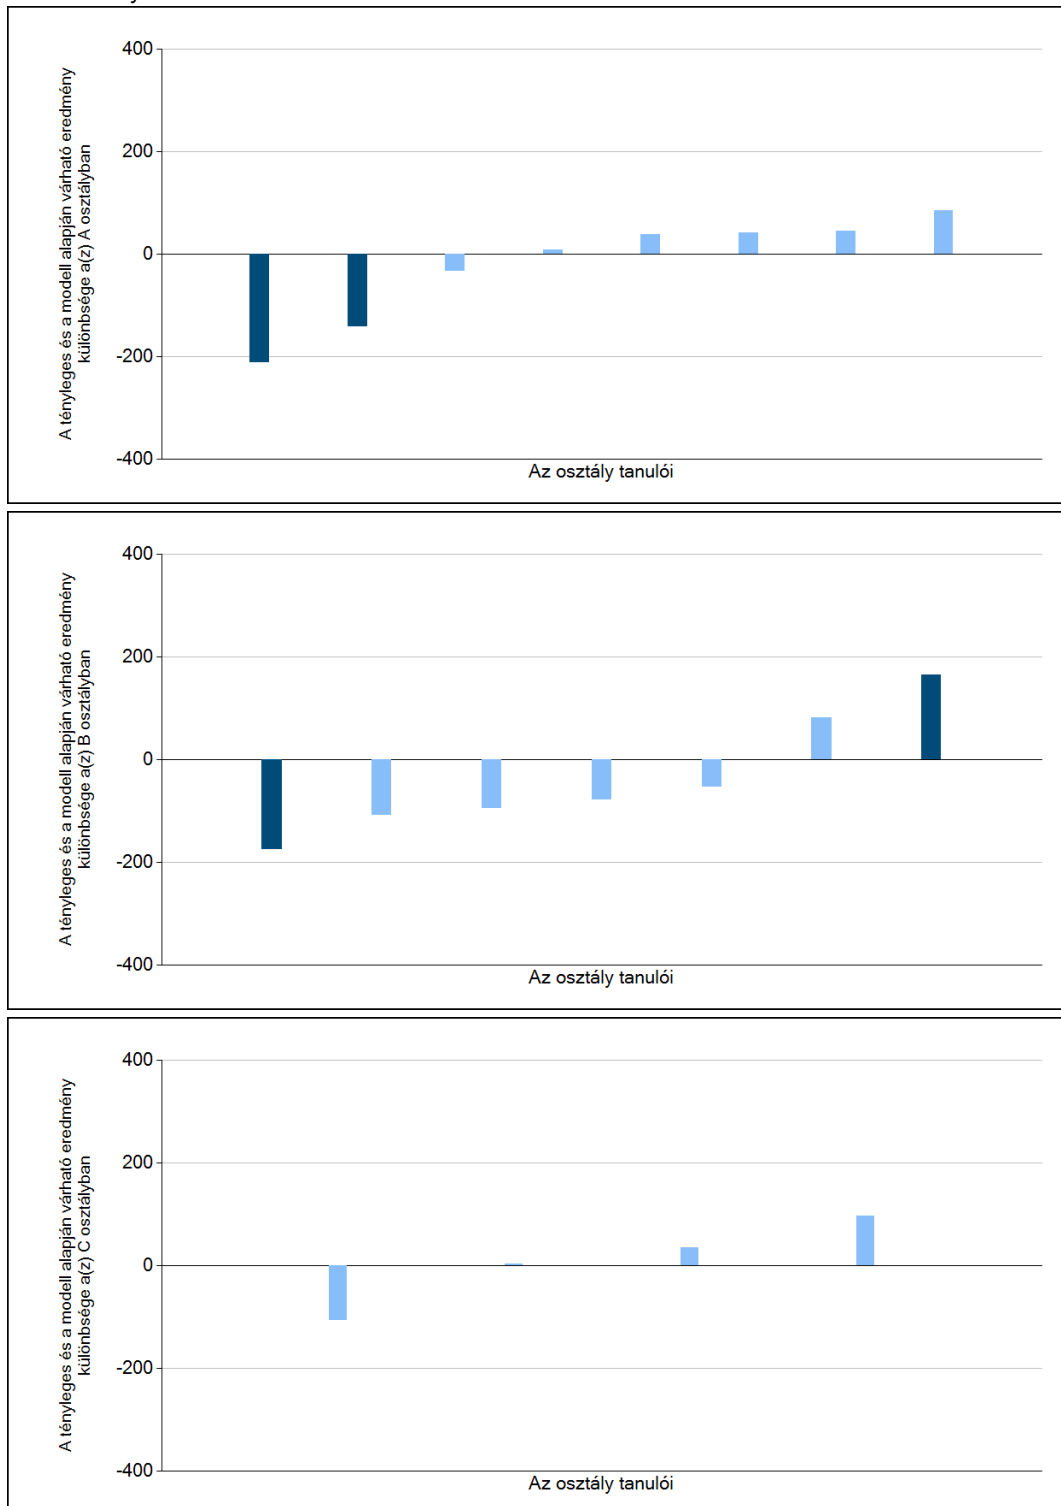 A tényleges és a modell alapján várható eredmény
különbsége a(z) A osztályban
400
200
0
-200
-400
Az osztály tanulói
A tényleges és a modell alapján várható eredmény
különbsége a(z) B osztályban
400
200
0
-200
-400
Az osztály tanulói
A tényleges és a modell alapján várható eredmény
különbsége a(z) C osztályban
400
200
0
-200
-400
Az osztály tanulói